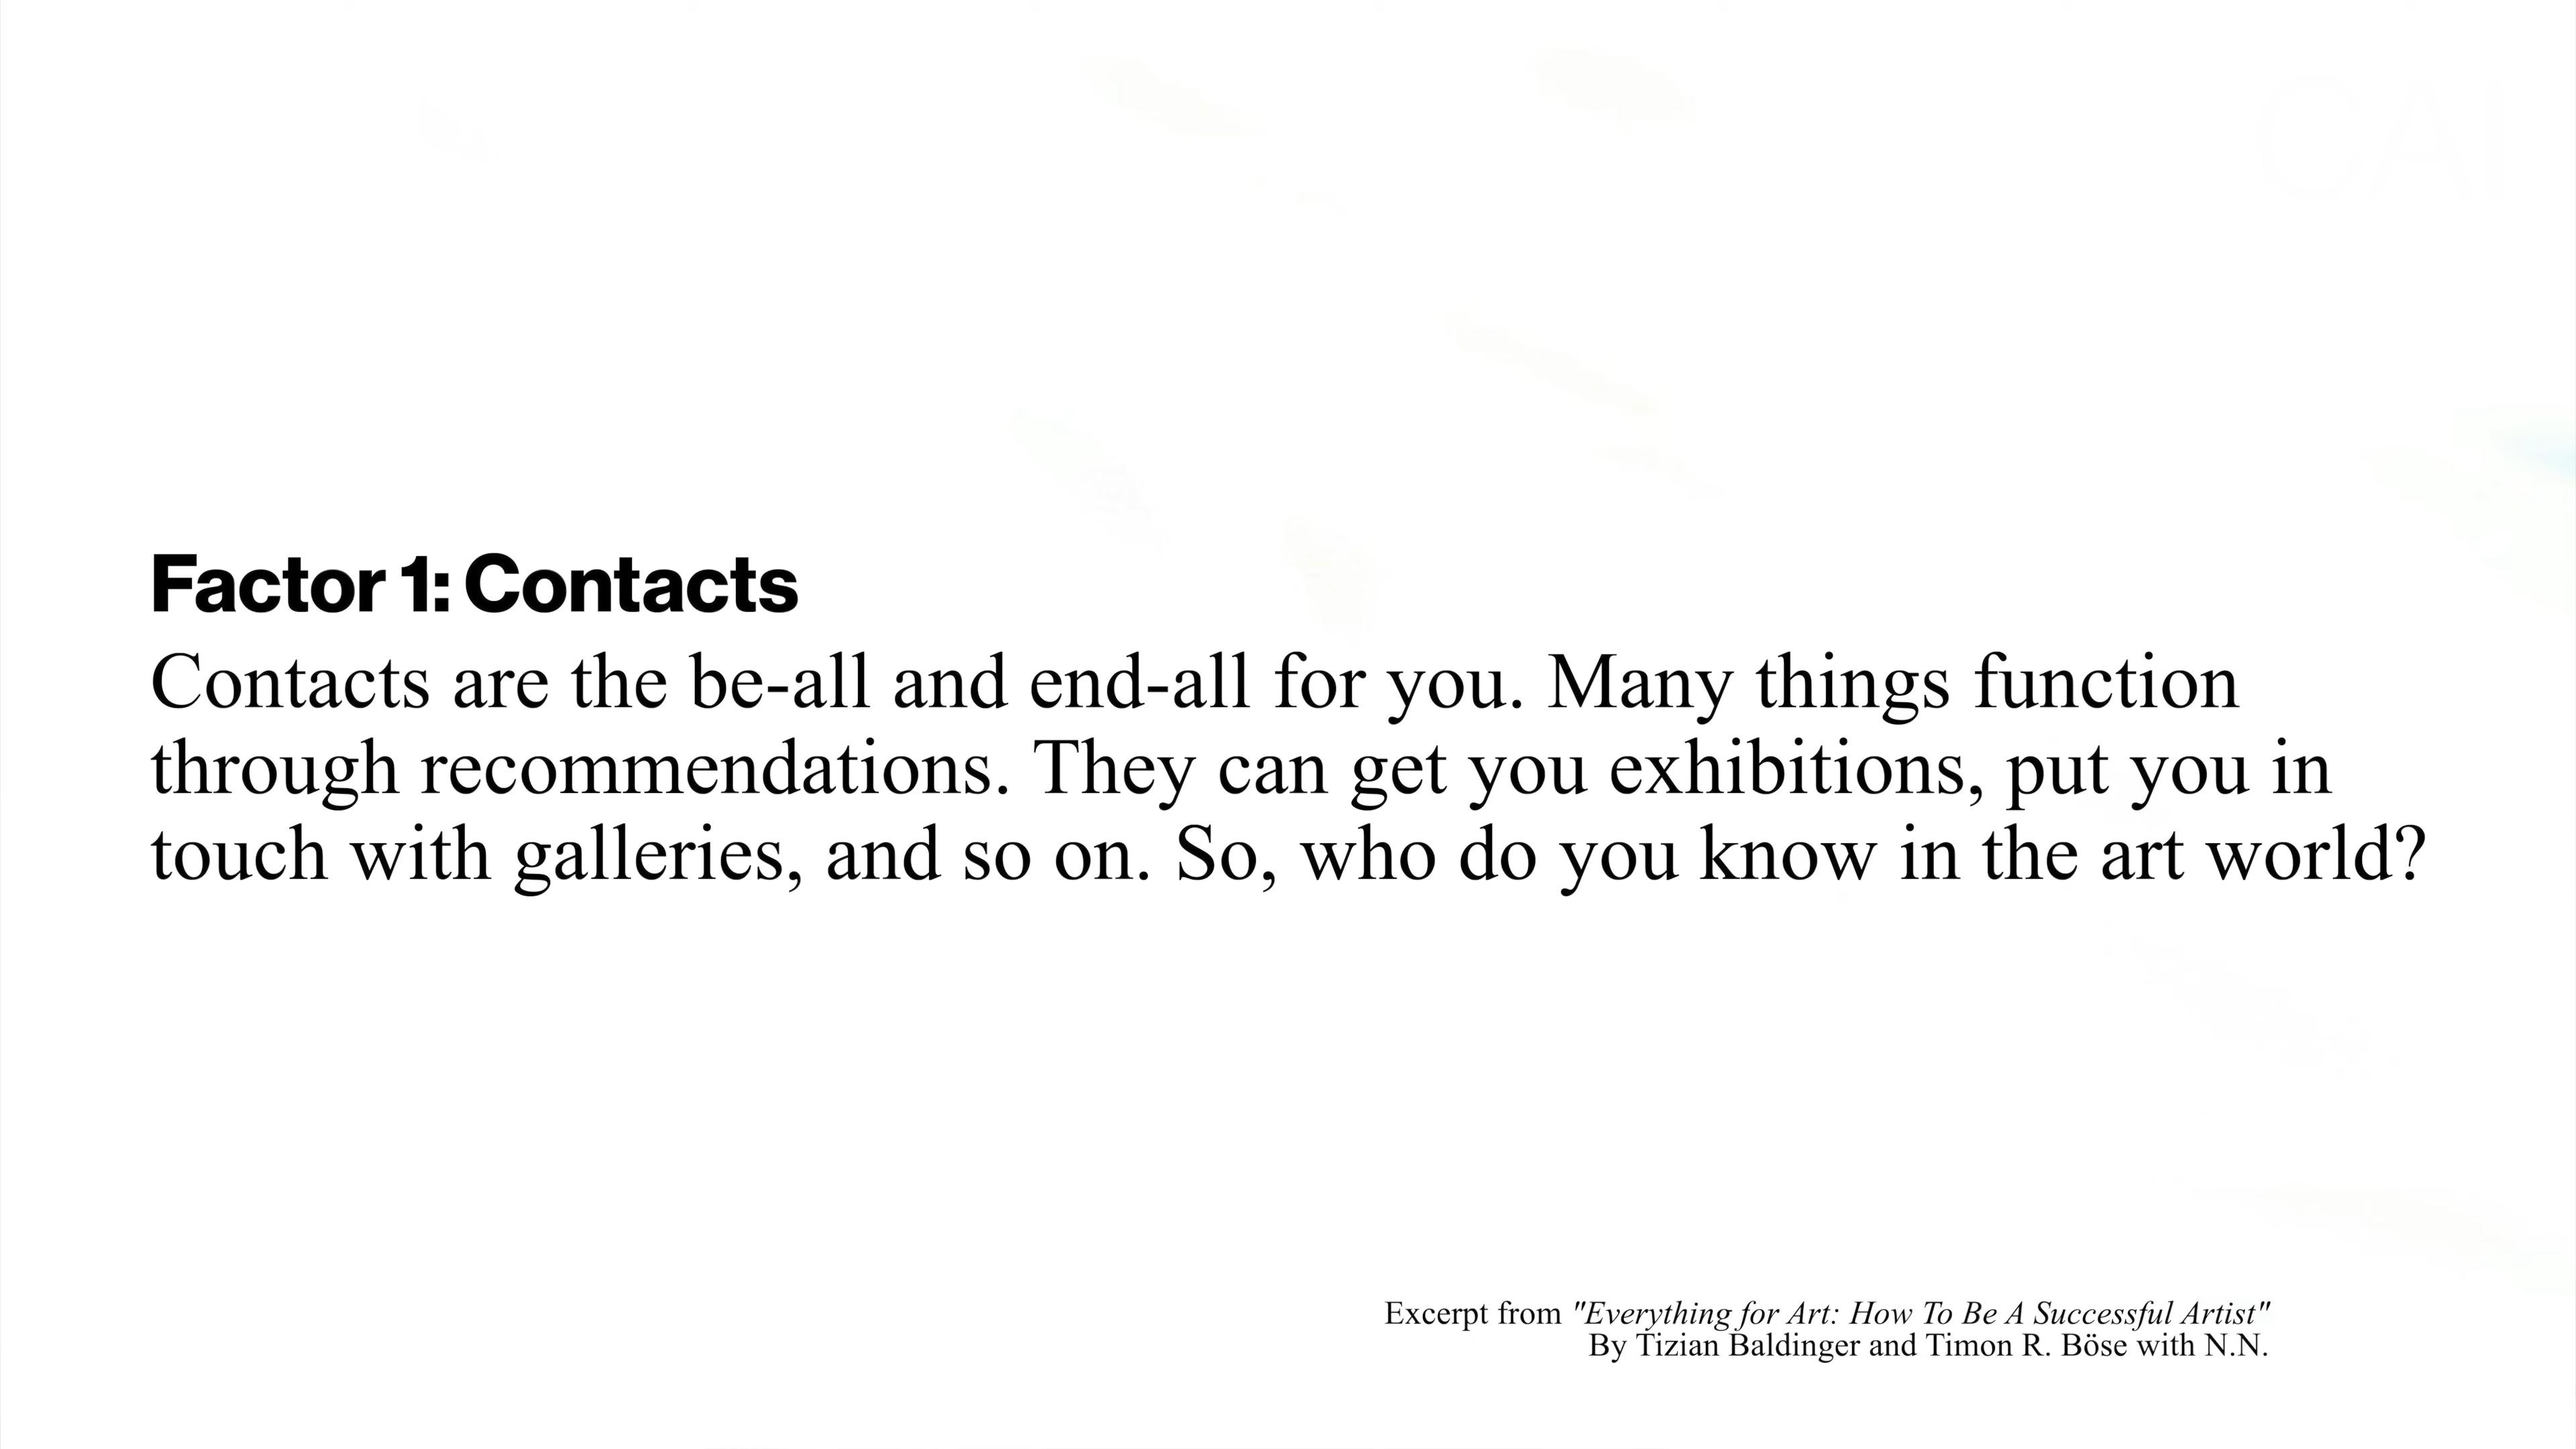 Factor 1: Contacts
Contacts are the be-all and end-all for you. Many things function
through recommendations. They can get you exhibitions, put you in
touch with galleries, and so on. So, who do you know in the art world?
Excerpt from "Everything for Art: How To Be A Successful Artist"
By Tizian Baldinger and Timon R. Böse with N.N.